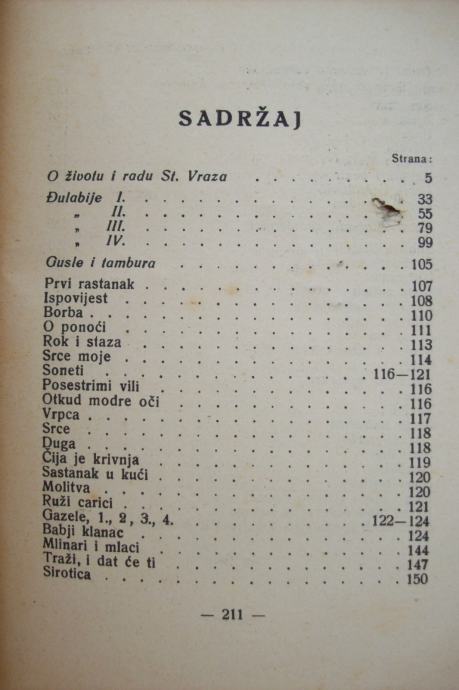 SADRŽAJ
Strana:
O životu i radu St. Vraza . . . . . . . . . 5
Đulabije I. . . . . . . . . . . . . 33
„ II. . . . . . . . . . . . . 55
„ III. . . . . . . . . . . . . 79
„ IV. . . . . . . . . . . . . 99
Gusle i tambura . . . . . . . . . . . 105
Prvi rastanak . . . . . . . . . . . . 107
Ispovijest . . . . . . . . . . . . . 108
Borba . . . . . . . . . . . . . . 110
O ponoći . . . . . . . . . . . . . 111
Rok i staza . . . . . . . . . . . . 113
Srce moje . . . . . . . . . . . . . 114
Soneti . . . . . . . . . . . . 116—121
Posestrimi vili . . . . . . . . . . . 116
Otkud modre oči . . . . . . . . . . . 116
Vrpca . . . . . . . . . . . . . . 117
Srce . . . . . . . . . . . . . . 118
Duga . . . . . . . . . . . . . . 118
Čija je krivnja . . . . . . . . . . . 119
Sastanak u kući . . . . . . . . . . . 120
Molitva . . . . . . . . . . . . . 120
Ruži carici . . . . . . . . . . . . 121
Gazele, 1., 2, 3., 4. . . . . . . . . 122—124
Babji klanac . . . . . . . . . . . . 124
Mlinari i mlaci . . . . . . . . . . . 144
Traži, i dat će ti . . . . . . . . . . 147
Sirotica . . . . . . . . . . . . . 150
— 211 —